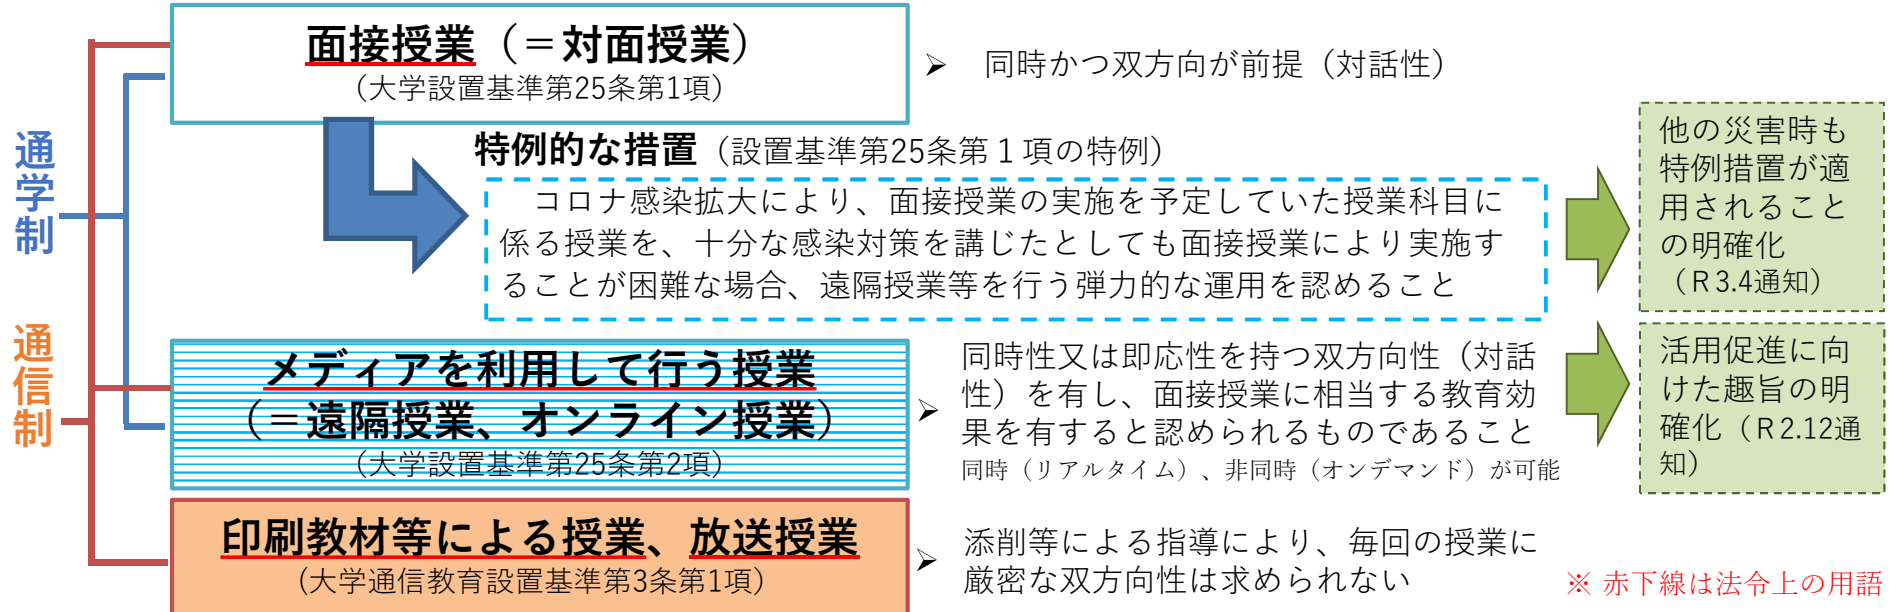 通学制
通信制
面接授業（＝対面授業）
（大学設置基準第25条第1項）
➢ 同時かつ双方向が前提（対話性）
特例的な措置（設置基準第25条第１項の特例）
コロナ感染拡大により、面接授業の実施を予定していた授業科目に
係る授業を、十分な感染対策を講じたとしても面接授業により実施す
ることが困難な場合、遠隔授業等を行う弾力的な運用を認めること
他の災害時も
特例措置が適
用されること
の明確化
（Ｒ3.4通知）
メディアを利用して行う授業
（＝遠隔授業、オンライン授業）
（大学設置基準第25条第2項）
➢ 同時性又は即応性を持つ双方向性（対話
性）を有し、面接授業に相当する教育効
果を有すると認められるものであること
同時（リアルタイム）、非同時（オンデマンド）が可能
活用促進に向
けた趣旨の明
確化（Ｒ2.12通
知）
印刷教材等による授業、放送授業
（大学通信教育設置基準第3条第1項）
➢ 添削等による指導により、毎回の授業に
厳密な双方向性は求められない
※ 赤下線は法令上の用語